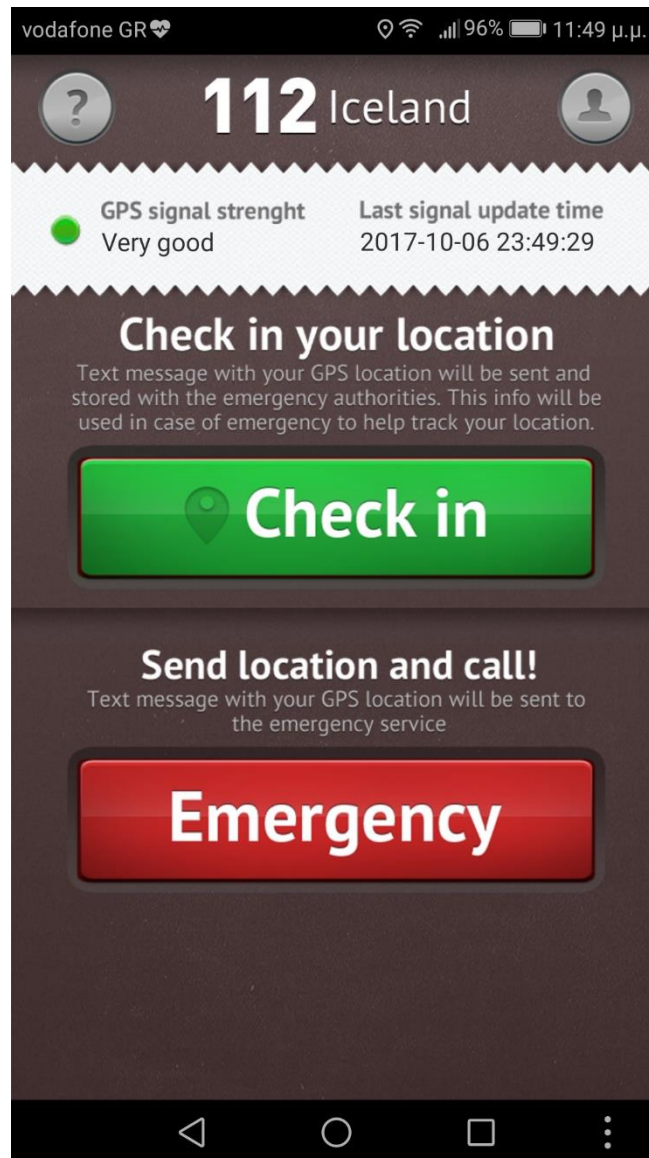 vodafone GR 96% 11:49 μ.μ.
?
112 Iceland
GPS signal strenght
Very good
Last signal update time
2017-10-06 23:49:29
Check in your location
Text message with your GPS location will be sent and
stored with the emergency authorities. This info will be
used in case of emergency to help track your location.
Check in
Send location and call!
Text message with your GPS location will be sent to
the emergency service
Emergency